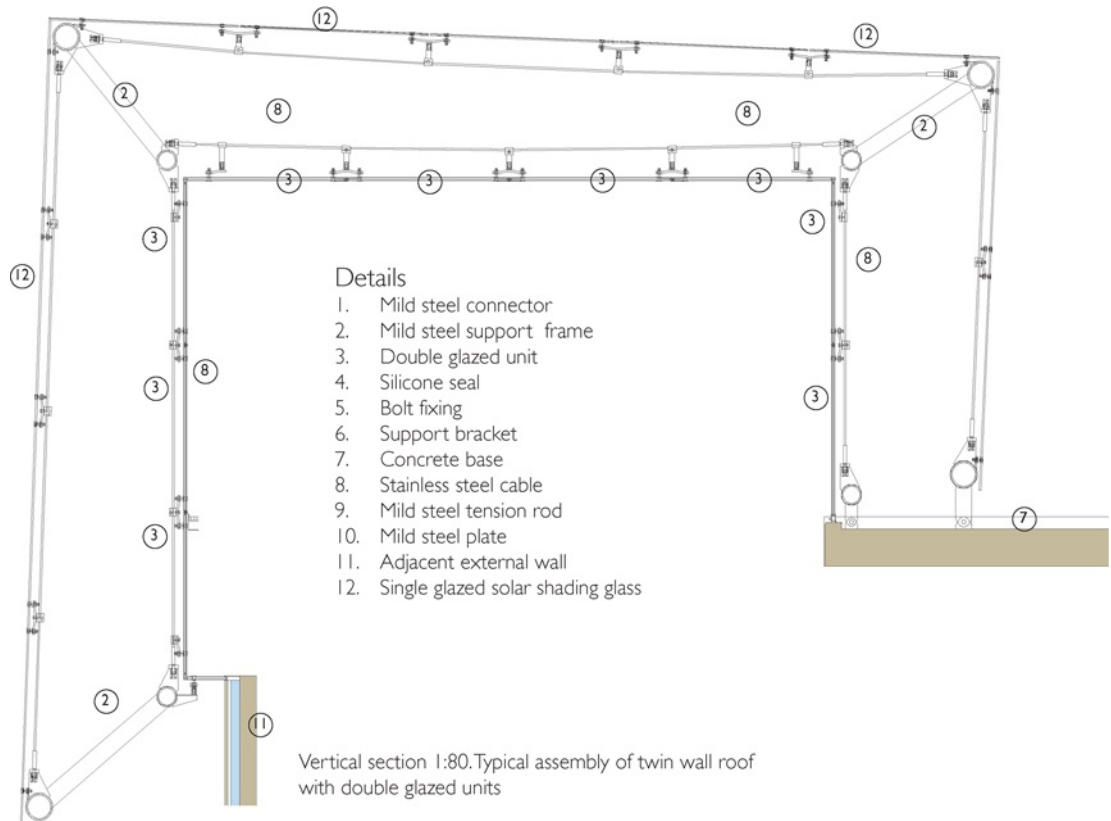 12
12
2
8
8
2
3
3
3
3
3
3
12
8
3
8
3
3
2
11
7
Details
1. Mild steel connector
2. Mild steel support frame
3. Double glazed unit
4. Silicone seal
5. Bolt fixing
6. Support bracket
7. Concrete base
8. Stainless steel cable
9. Mild steel tension rod
10. Mild steel plate
11. Adjacent external wall
12. Single glazed solar shading glass
Vertical section 1:80. Typical assembly of twin wall roof
with double glazed units